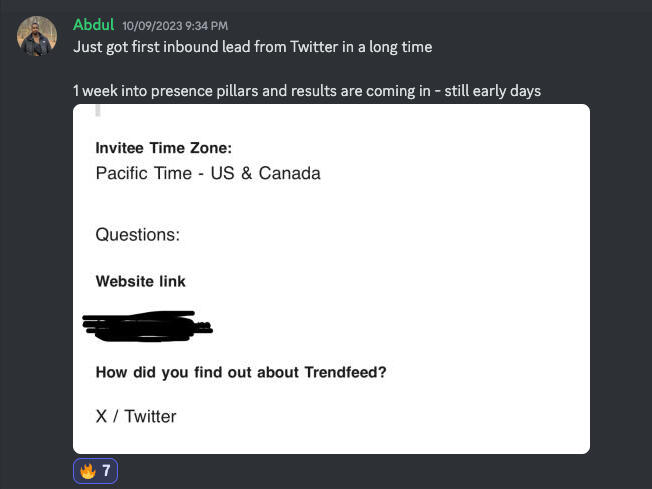 Abdul 10/09/2023 9:34 PM
Just got first inbound lead from Twitter in a long time
1 week into presence pillars and results are coming in - still early days
Invitee Time Zone:
Pacific Time - US & Canada
Questions:
Website link
How did you find out about Trendfeed?
X / Twitter
🔥 7